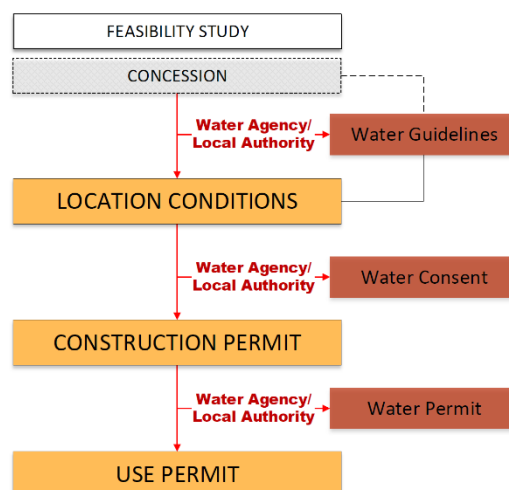 FEASIBILITY STUDY
CONCESSION
Water Agency/
Local Authority
Water Guidelines
LOCATION CONDITIONS
Water Agency/
Local Authority
Water Consent
CONSTRUCTION PERMIT
Water Agency/
Local Authority
Water Permit
USE PERMIT